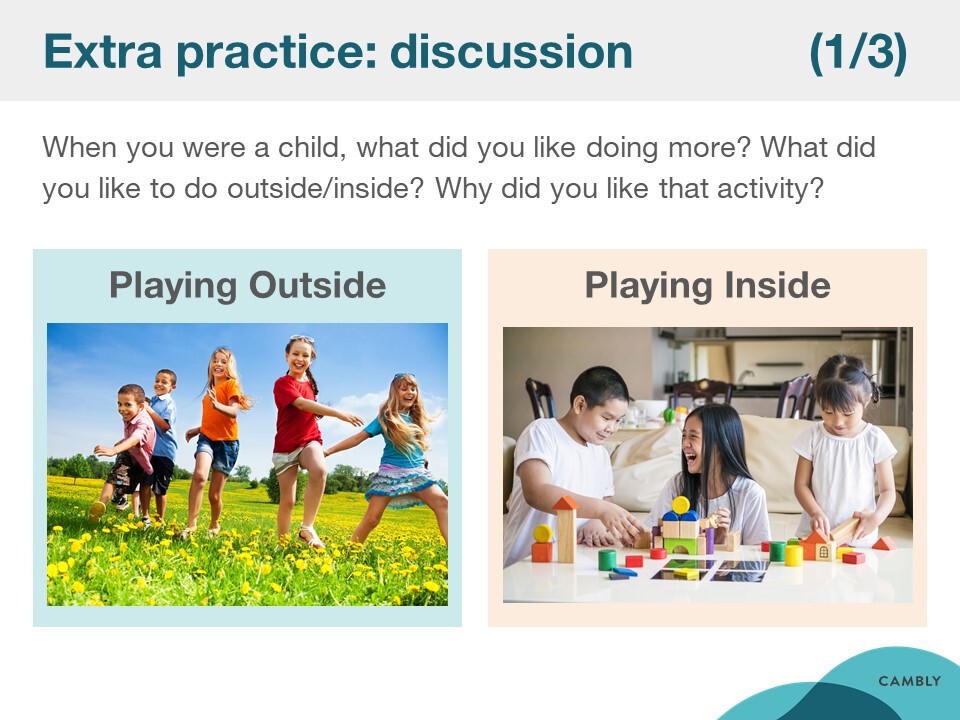 Extra practice: discussion (1/3)
When you were a child, what did you like doing more? What did
you like to do outside/inside? Why did you like that activity?
Playing Outside
Playing Inside
CAMBLY